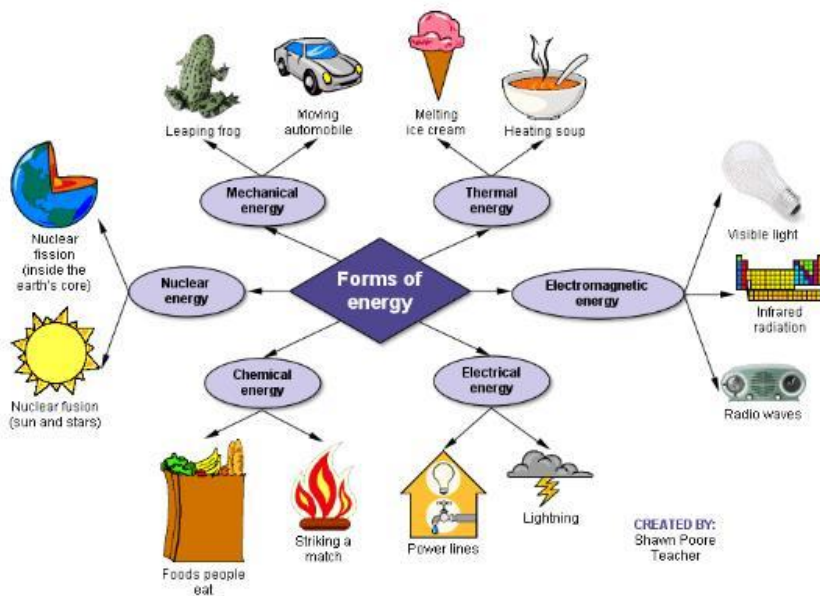 Leaping frog
Moving
automobile
Melting
ice cream
Heating soup
Mechanical
energy
Thermal
energy
Nuclear
fission
(inside the
earth's core)
Nuclear
energy
Forms of
energy
Electromagnetic
energy
Visible light
Infrared
radiation
Nuclear fusion
(sun and stars)
Chemical
energy
Electrical
energy
Radio waves
Foods people
eat
Striking a
match
Power lines
Lightning
CREATED BY:
Shawn Poore
Teacher